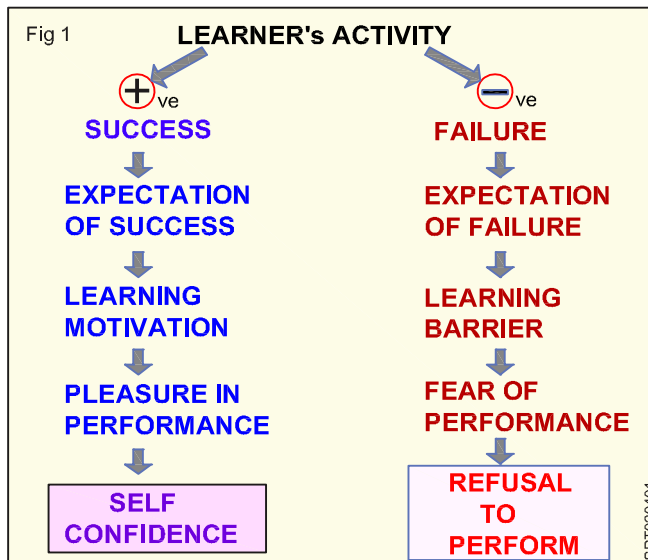 Fig 1
LEARNER's ACTIVITY
+ ve
SUCCESS
EXPECTATION
OF SUCCESS
LEARNING
MOTIVATION
PLEASURE IN
PERFORMANCE
SELF
CONFIDENCE
− ve
FAILURE
EXPECTATION
OF FAILURE
LEARNING
BARRIER
FEAR OF
PERFORMANCE
REFUSAL
TO
PERFORM